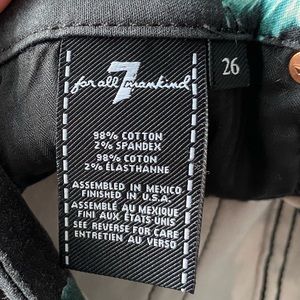 7
for all mankind
26
98% COTTON
2% SPANDEX
98% COTON
2% ÉLASTHANNE
ASSEMBLED IN MEXICO
FINISHED IN U.S.A.
ASSEMBLÉ AU MEXIQUE
FINI AUX ÉTATS-UNIS
SEE REVERSE FOR CARE
ENTRETIEN AU VERSO